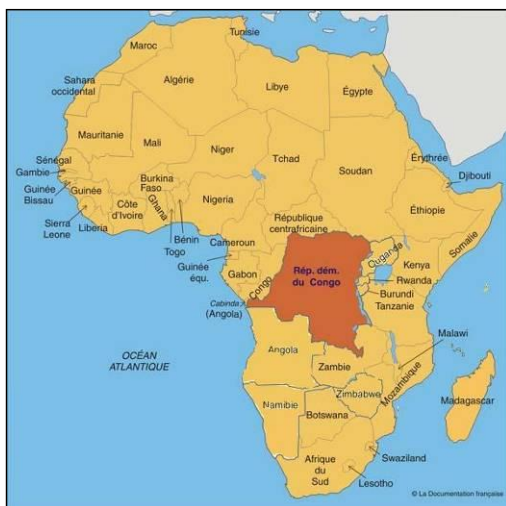 Tunisie
Maroc
Algérie
Libye
Égypte
Sahara
occidental
Mauritanie
Mali
Niger
Tchad
Soudan
Érythrée
Djibouti
Sénégal
Gambie
Guinée
Bissau
Guinée
Burkina
Faso
Côte
d'Ivoire
Ghana
Nigeria
Sierra
Leone
Liberia
Togo
Bénin
Cameroun
République
centrafricaine
Éthiopie
Somalie
Guinée
équ.
Gabon
Congo
Rép. dém.
du Congo
Ouganda
Kenya
Rwanda
Burundi
Tanzanie
Cabinda
(Angola)
OCÉAN
ATLANTIQUE
Angola
Zambie
Malawi
Mozambique
Zimbabwe
Namibie
Botswana
Madagascar
Swaziland
Afrique
du
Sud
Lesotho
© La Documentation française